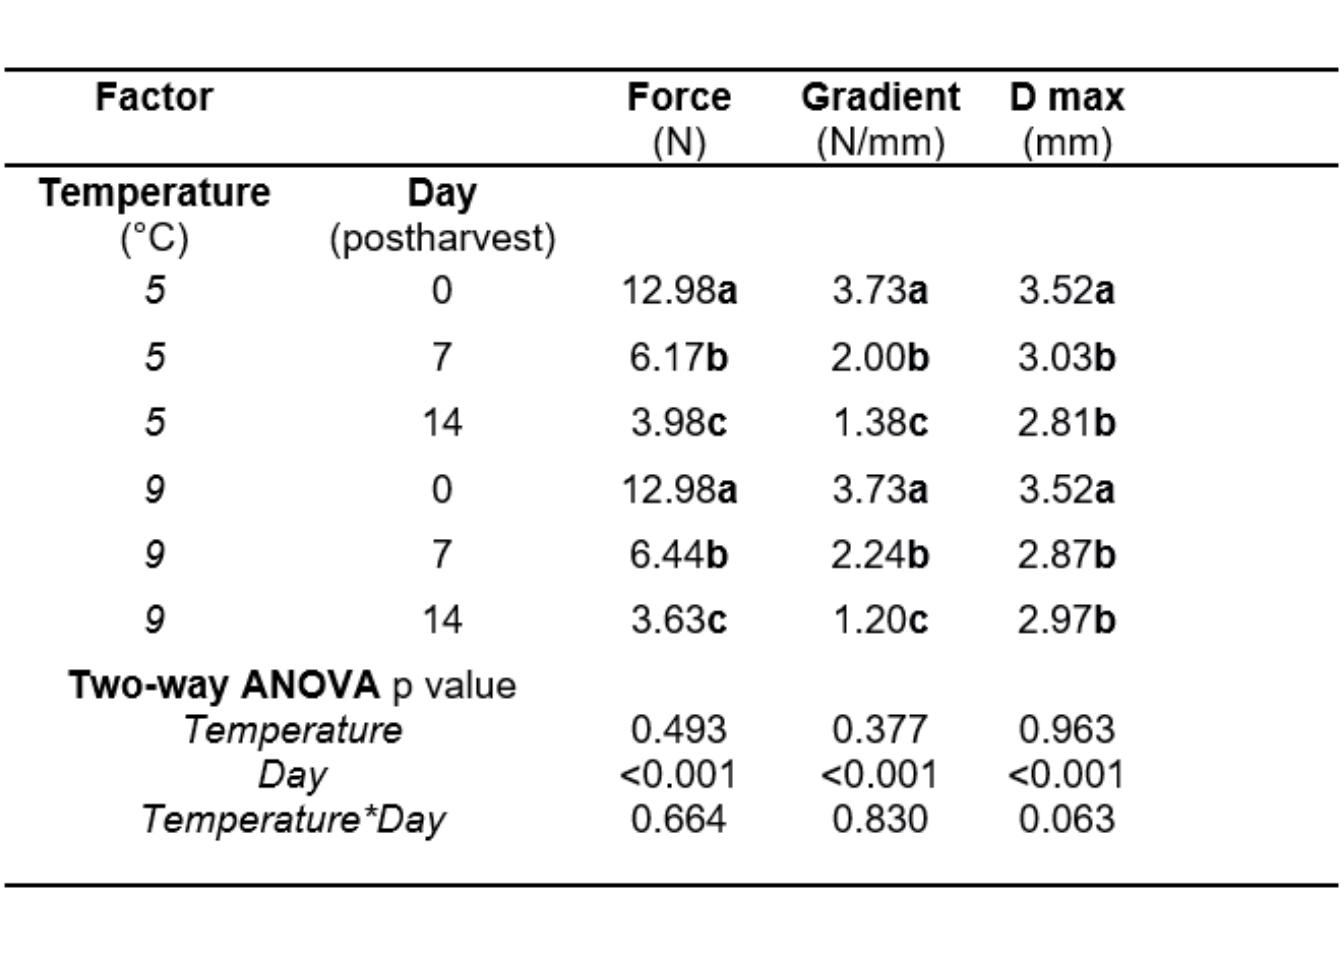 Factor Force Gradient D max
(N) (N/mm) (mm)
Temperature Day
(°C) (postharvest)
5 0 12.98a 3.73a 3.52a
5 7 6.17b 2.00b 3.03b
5 14 3.98c 1.38c 2.81b
9 0 12.98a 3.73a 3.52a
9 7 6.44b 2.24b 2.87b
9 14 3.63c 1.20c 2.97b
Two-way ANOVA p value
Temperature 0.493 0.377 0.963
Day <0.001 <0.001 <0.001
Temperature*Day 0.664 0.830 0.063